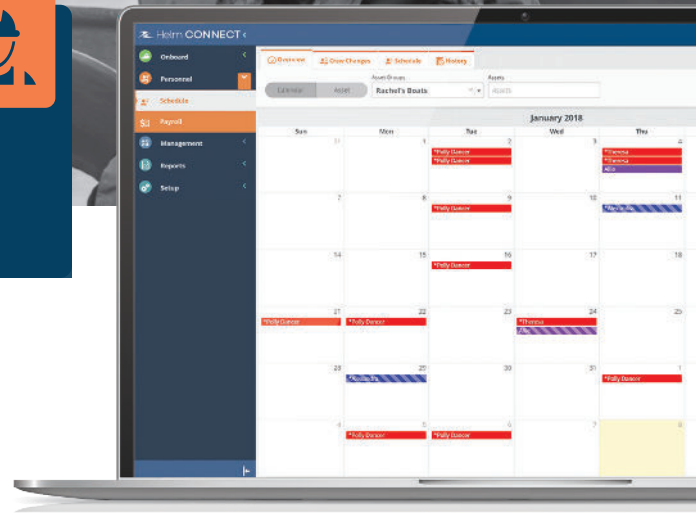 Helm CONNECT
Onboard
Personnel
Schedule
Payroll
Management
Reports
Setup
Overview Crew Changes Schedule History
Asset Groups Assets
Calendar Asset Rachel's Boats Assets
January 2018
Sun Mon Tue Wed Thu
31 1 2 3 4
*Polly Dancer *Theresa
*Polly Dancer *Theresa
7 8 9 10 11
*Polly Dancer
14 15 16 17 18
*Polly Dancer
21 22 23 24 25
*Polly Dancer *Polly Dancer *Theresa
28 29 30 31 1
*Polly Dancer
4 5 6 7 8
*Polly Dancer *Polly Dancer